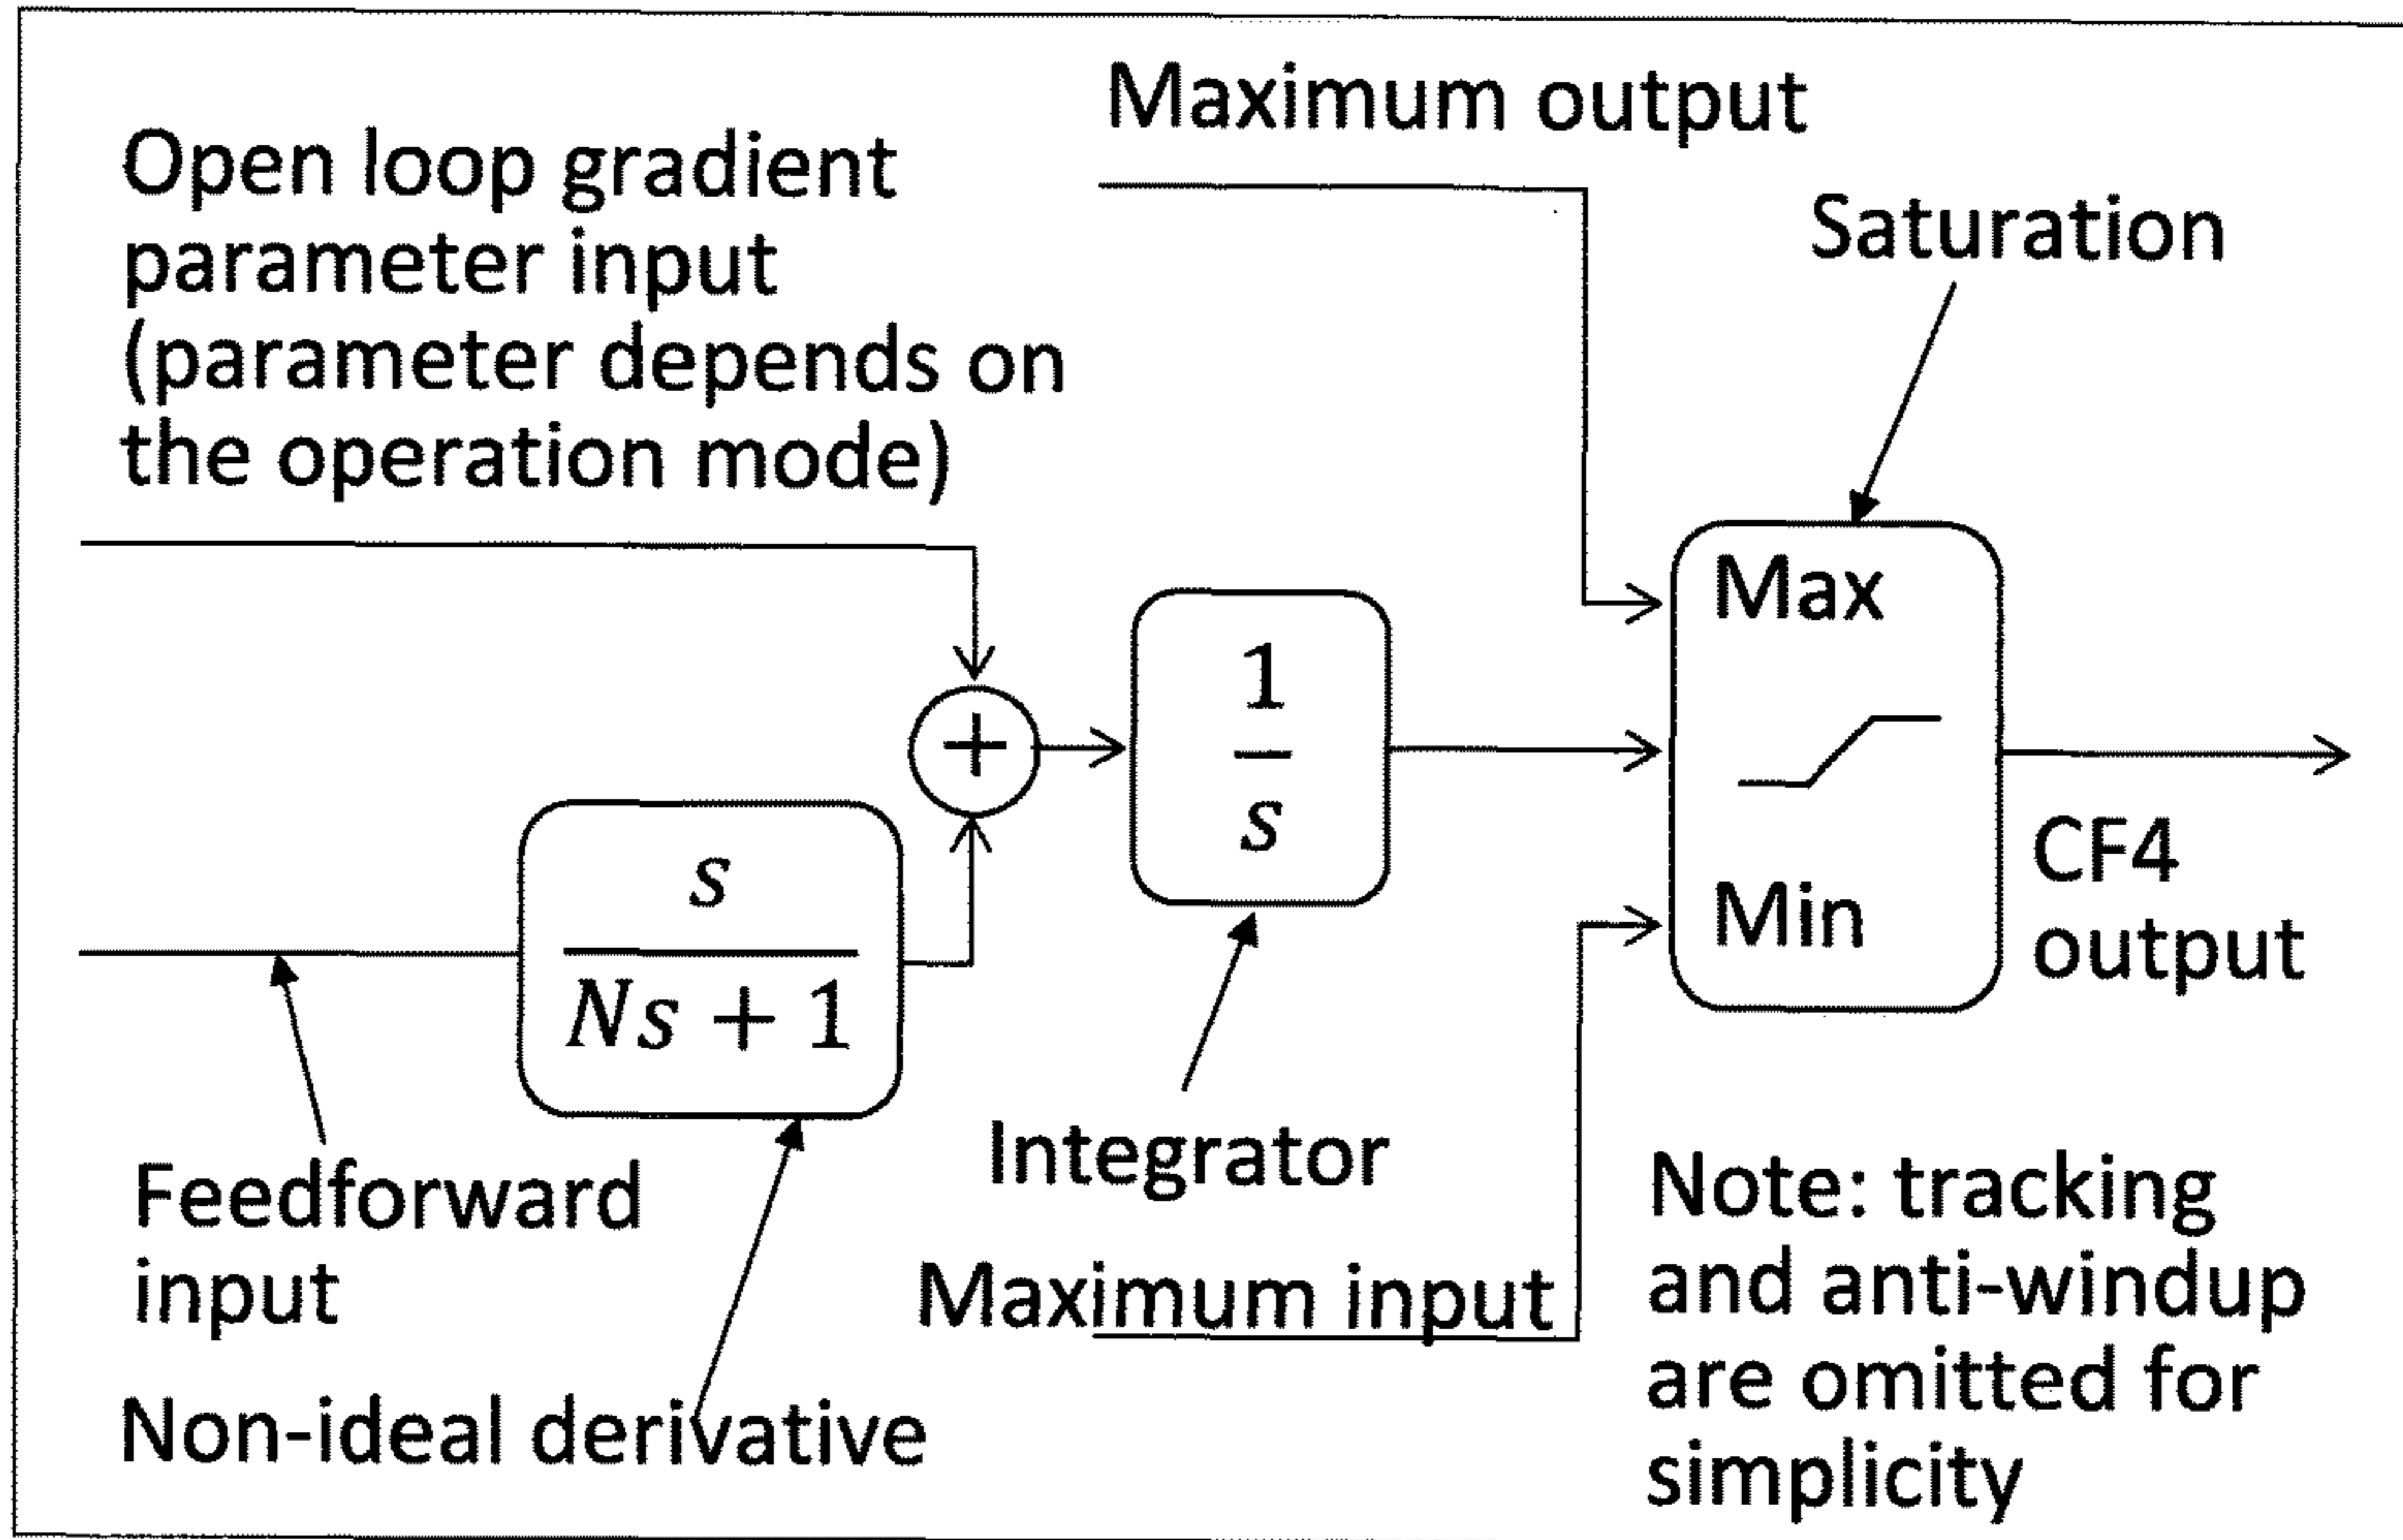 Maximum output
Open loop gradient
parameter input
(parameter depends on
the operation mode)
Saturation
Max
1
s
+
Min
s
Ns + 1
CF4
output
Feedforward
input
Integrator
Maximum input
Non-ideal derivative
Note: tracking
and anti-windup
are omitted for
simplicity